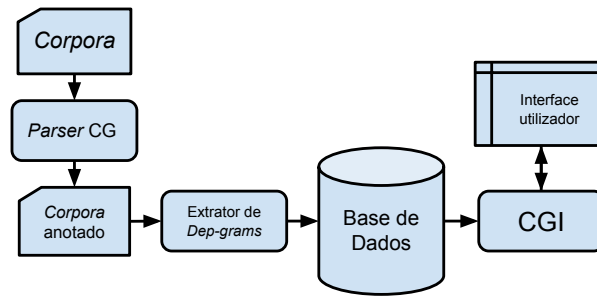 Corpora
Parser CG
Corpora
anotado
Extrator de
Dep-grams
Base de
Dados
CGI
Interface
utilizador